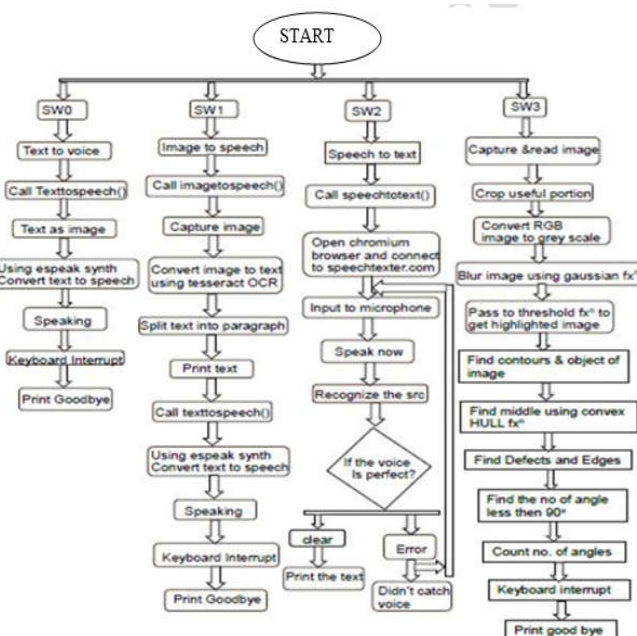 START
SW0
Text to voice
Call Texttospeech()
Text as image
Using espeak synth
Convert text to speech
Speaking
Keyboard Interrupt
Print Goodbye
SW1
Image to speech
Call imagetospeech()
Capture image
Convert image to text
using tesseract OCR
Split text into paragraph
Print text
Call texttospeech()
Using espeak synth
Convert text to speech
Speaking
Keyboard Interrupt
Print Goodbye
SW2
Speech to text
Call speechtotext()
Open chromium
browser and connect
to speechtexter.com
Input to microphone
Speak now
Recognize the src
If the voice
Is perfect?
clear
Print the text
Error
Didn't catch
voice
SW3
Capture &read image
Crop useful portion
Convert RGB
image to grey scale
Blur image using gaussian fxⁿ
Pass to threshold fxⁿ to
get highlighted image
Find contours & object of
image
Find middle using convex
HULL fxⁿ
Find Defects and Edges
Find the no of angle
less then 90°
Count no. of angles
Keyboard interrupt
Print good bye